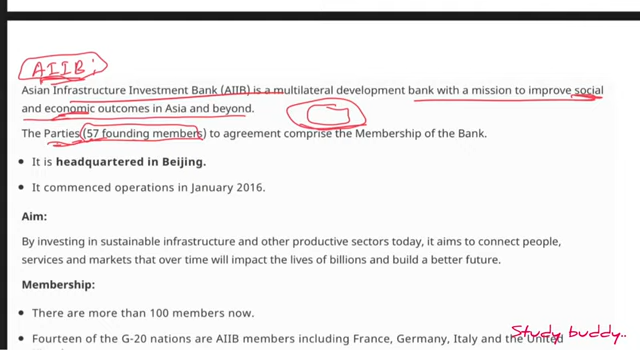 AIIB:
Asian Infrastructure Investment Bank (AIIB) is a multilateral development bank with a mission to improve social
and economic outcomes in Asia and beyond.
The Parties (57 founding members) to agreement comprise the Membership of the Bank.
• It is headquartered in Beijing.
• It commenced operations in January 2016.
Aim:
By investing in sustainable infrastructure and other productive sectors today, it aims to connect people,
services and markets that over time will impact the lives of billions and build a better future.
Membership:
• There are more than 100 members now.
• Fourteen of the G-20 nations are AIIB members including France, Germany, Italy and the United
Study buddy..